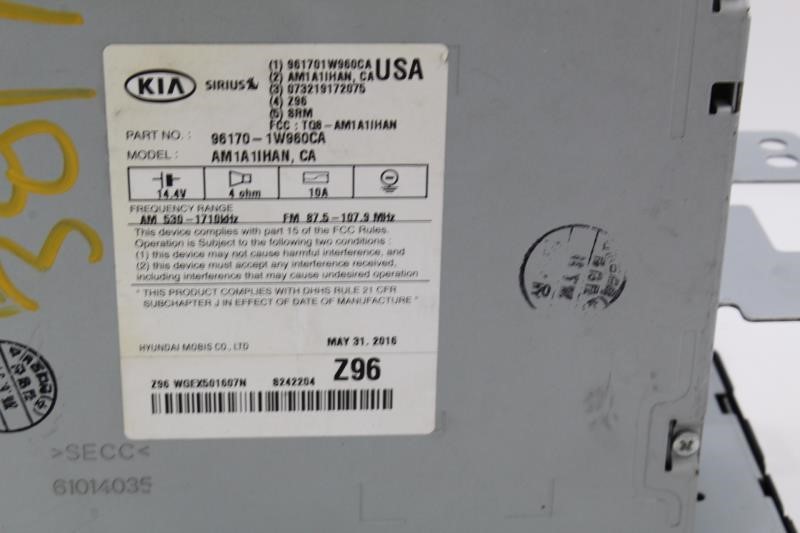 KIA SIRIUS
(1) 961701W960CA USA
(2) AM1A1IHAN, CA
(3) 073219172075
(4) Z96
(5) 8RM
FCC : TQ8-AM1A1IHAN
PART NO. : 96170-1W960CA
MODEL : AM1A1IHAN, CA
14.4V 4 ohm 10A
FREQUENCY RANGE
AM 530-1710kHz FM 87.5-107.9 MHz
This device complies with part 15 of the FCC Rules.
Operation is Subject to the following two conditions :
(1) this device may not cause harmful interference, and
(2) this device must accept any interference received,
including interference that may cause undesired operation
" THIS PRODUCT COMPLIES WITH DHHS RULE 21 CFR
SUBCHAPTER J IN EFFECT OF DATE OF MANUFACTURE "
HYUNDAI MOBIS CO., LTD MAY 31. 2016
Z96 WGEX501607N 8242204 Z96
>SECC<
61014035